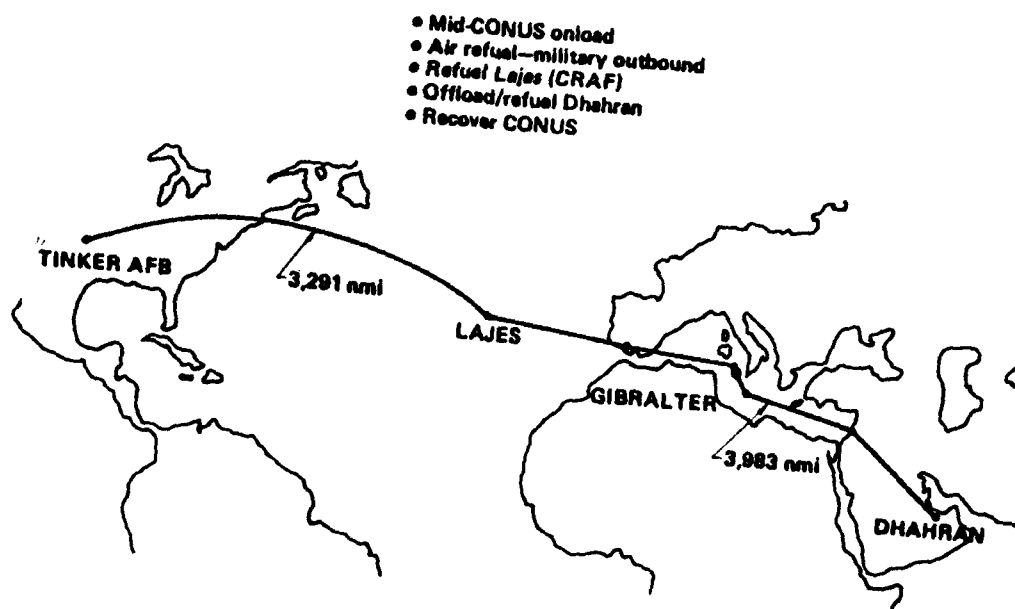 • Mid-CONUS onload
• Air refuel—military outbound
• Refuel Lajes (CRAF)
• Offload/refuel Dhahran
• Recover CONUS
TINKER AFB
3,291 nmi
LAJES
GIBRALTER
3,983 nmi
DHAHRAN